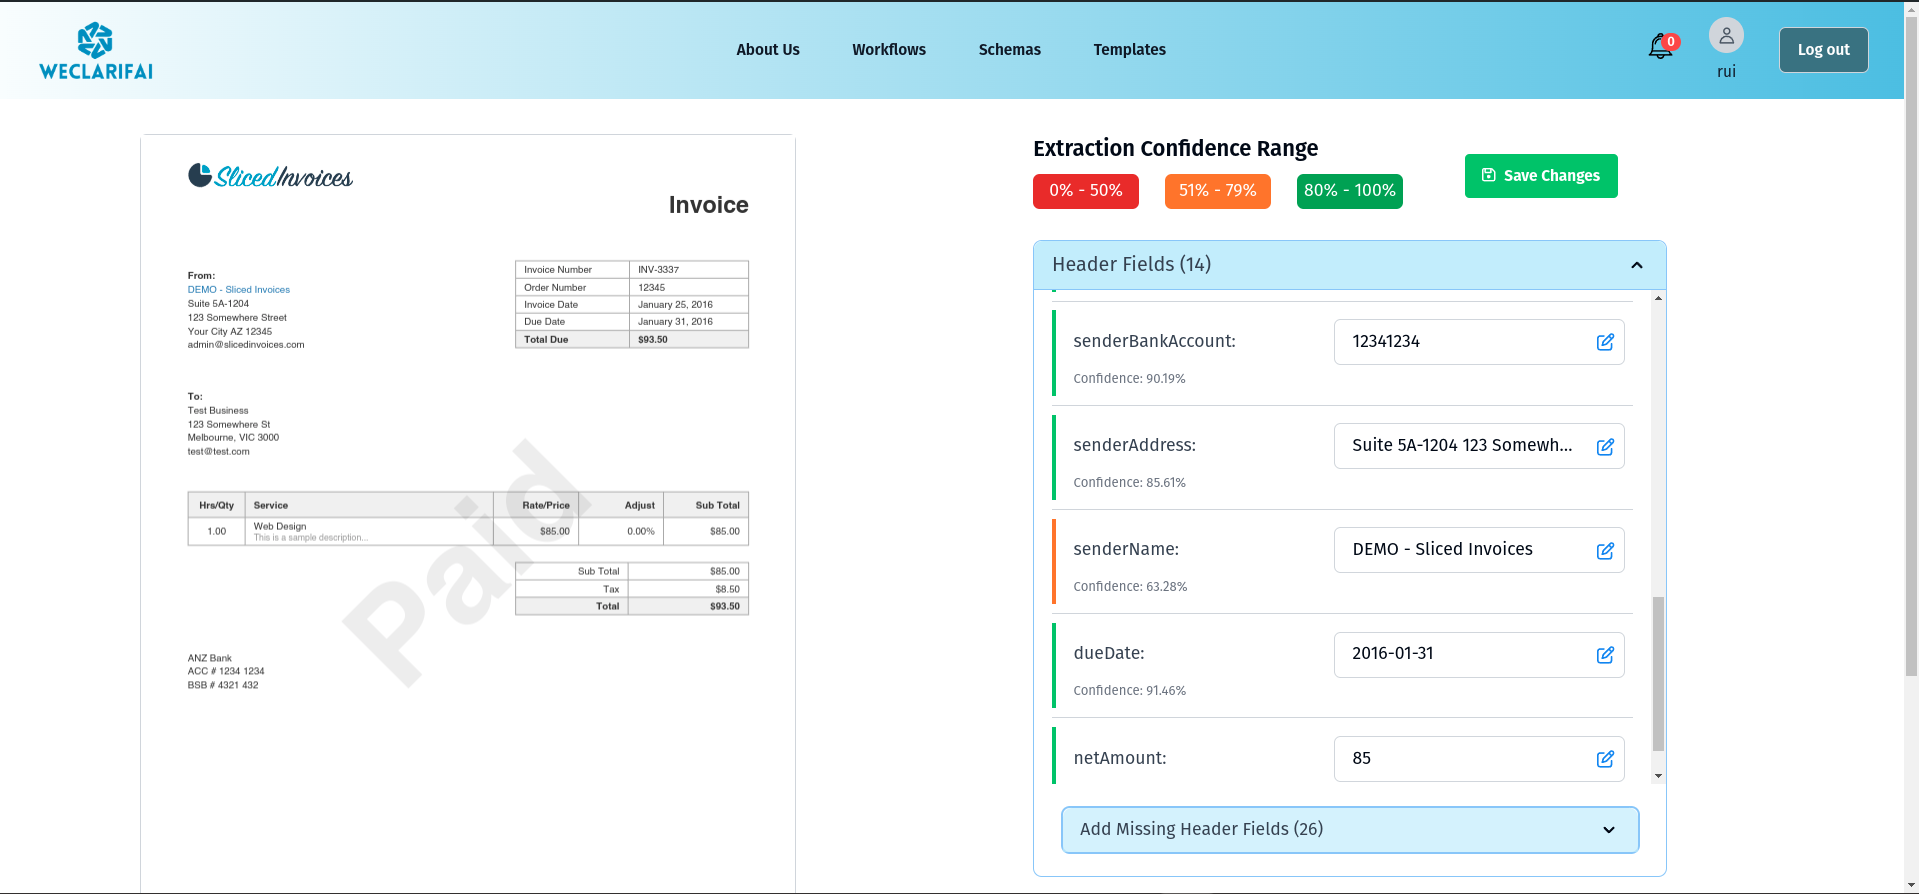 WECLARIFAI
About Us
Workflows
Schemas
Templates
0
rui
Log out
SlicedInvoices
Invoice
From:
DEMO - Sliced Invoices
Suite 5A-1204
123 Somewhere Street
Your City AZ 12345
admin@slicedinvoices.com
Invoice Number INV-3337
Order Number 12345
Invoice Date January 25, 2016
Due Date January 31, 2016
Total Due $93.50
To:
Test Business
123 Somewhere St
Melbourne, VIC 3000
test@test.com
Paid
Hrs/Qty Service Rate/Price Adjust Sub Total
1.00 Web Design $85.00 0.00% $85.00
This is a sample description...
Sub Total $85.00
Tax $8.50
Total $93.50
ANZ Bank
ACC # 1234 1234
BSB # 4321 432
Extraction Confidence Range
0% - 50%
51% - 79%
80% - 100%
Save Changes
Header Fields (14)
senderBankAccount: 12341234
Confidence: 90.19%
senderAddress: Suite 5A-1204 123 Somewh...
Confidence: 85.61%
senderName: DEMO - Sliced Invoices
Confidence: 63.28%
dueDate: 2016-01-31
Confidence: 91.46%
netAmount: 85
Add Missing Header Fields (26)